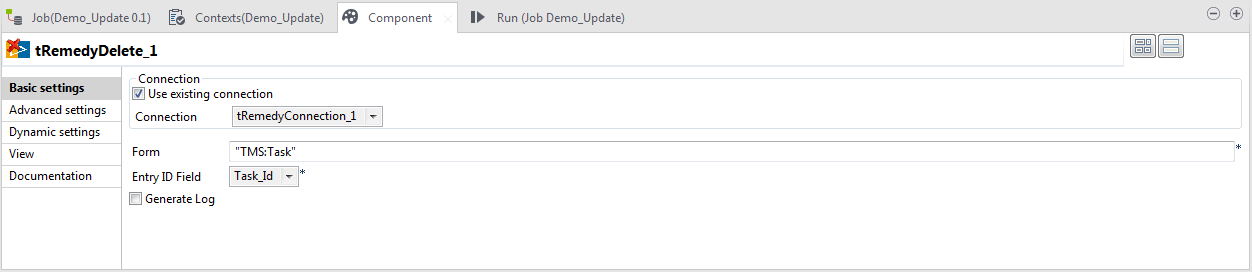 Job(Demo_Update 0.1) Contexts(Demo_Update) Component Run (Job Demo_Update)
tRemedyDelete_1
Basic settings
Advanced settings
Dynamic settings
View
Documentation
Connection
Use existing connection
Connection tRemedyConnection_1
Form "TMS:Task" *
Entry ID Field Task_Id *
Generate Log